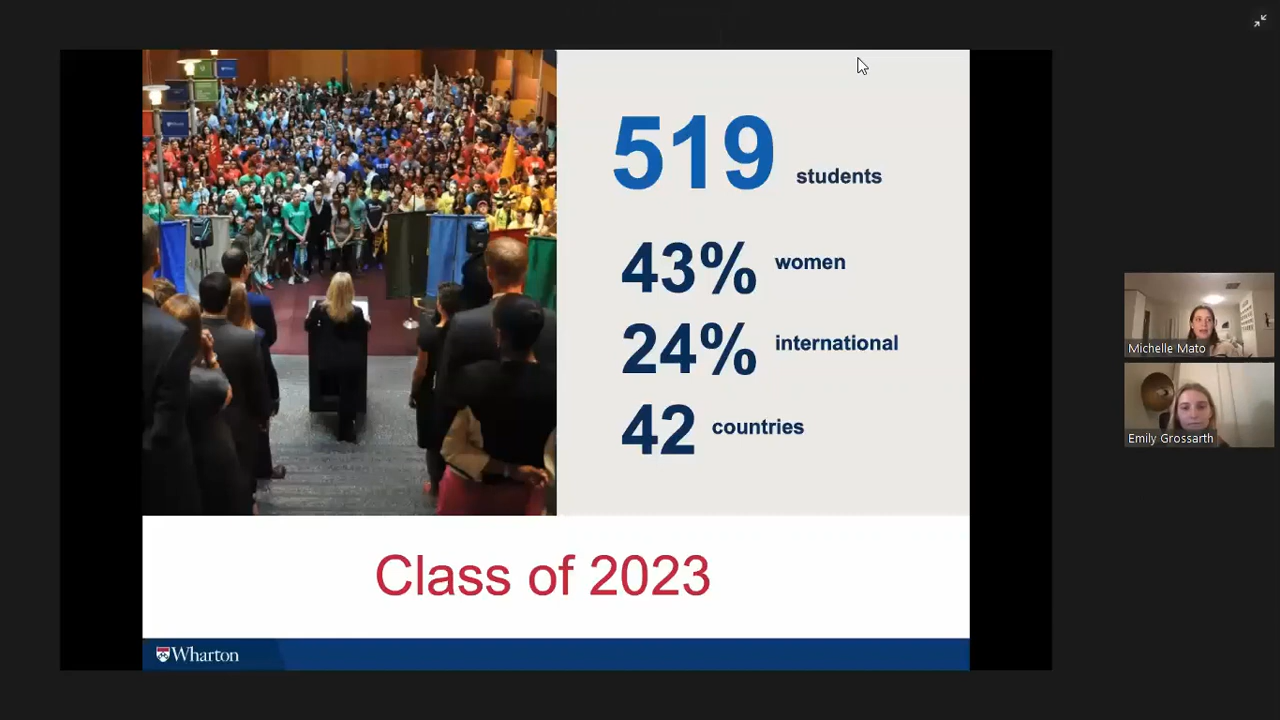 519 students
43% women
24% international
42 countries
Class of 2023
Wharton
Michelle Mato
Emily Grossarth